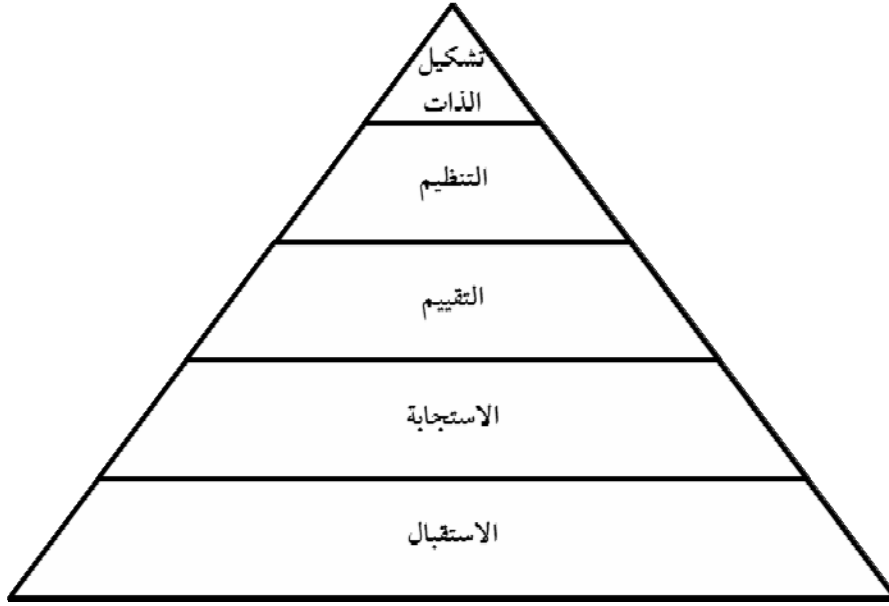 تشكيل
الذات
التنظيم
التقييم
الاستجابة
الاستقبال